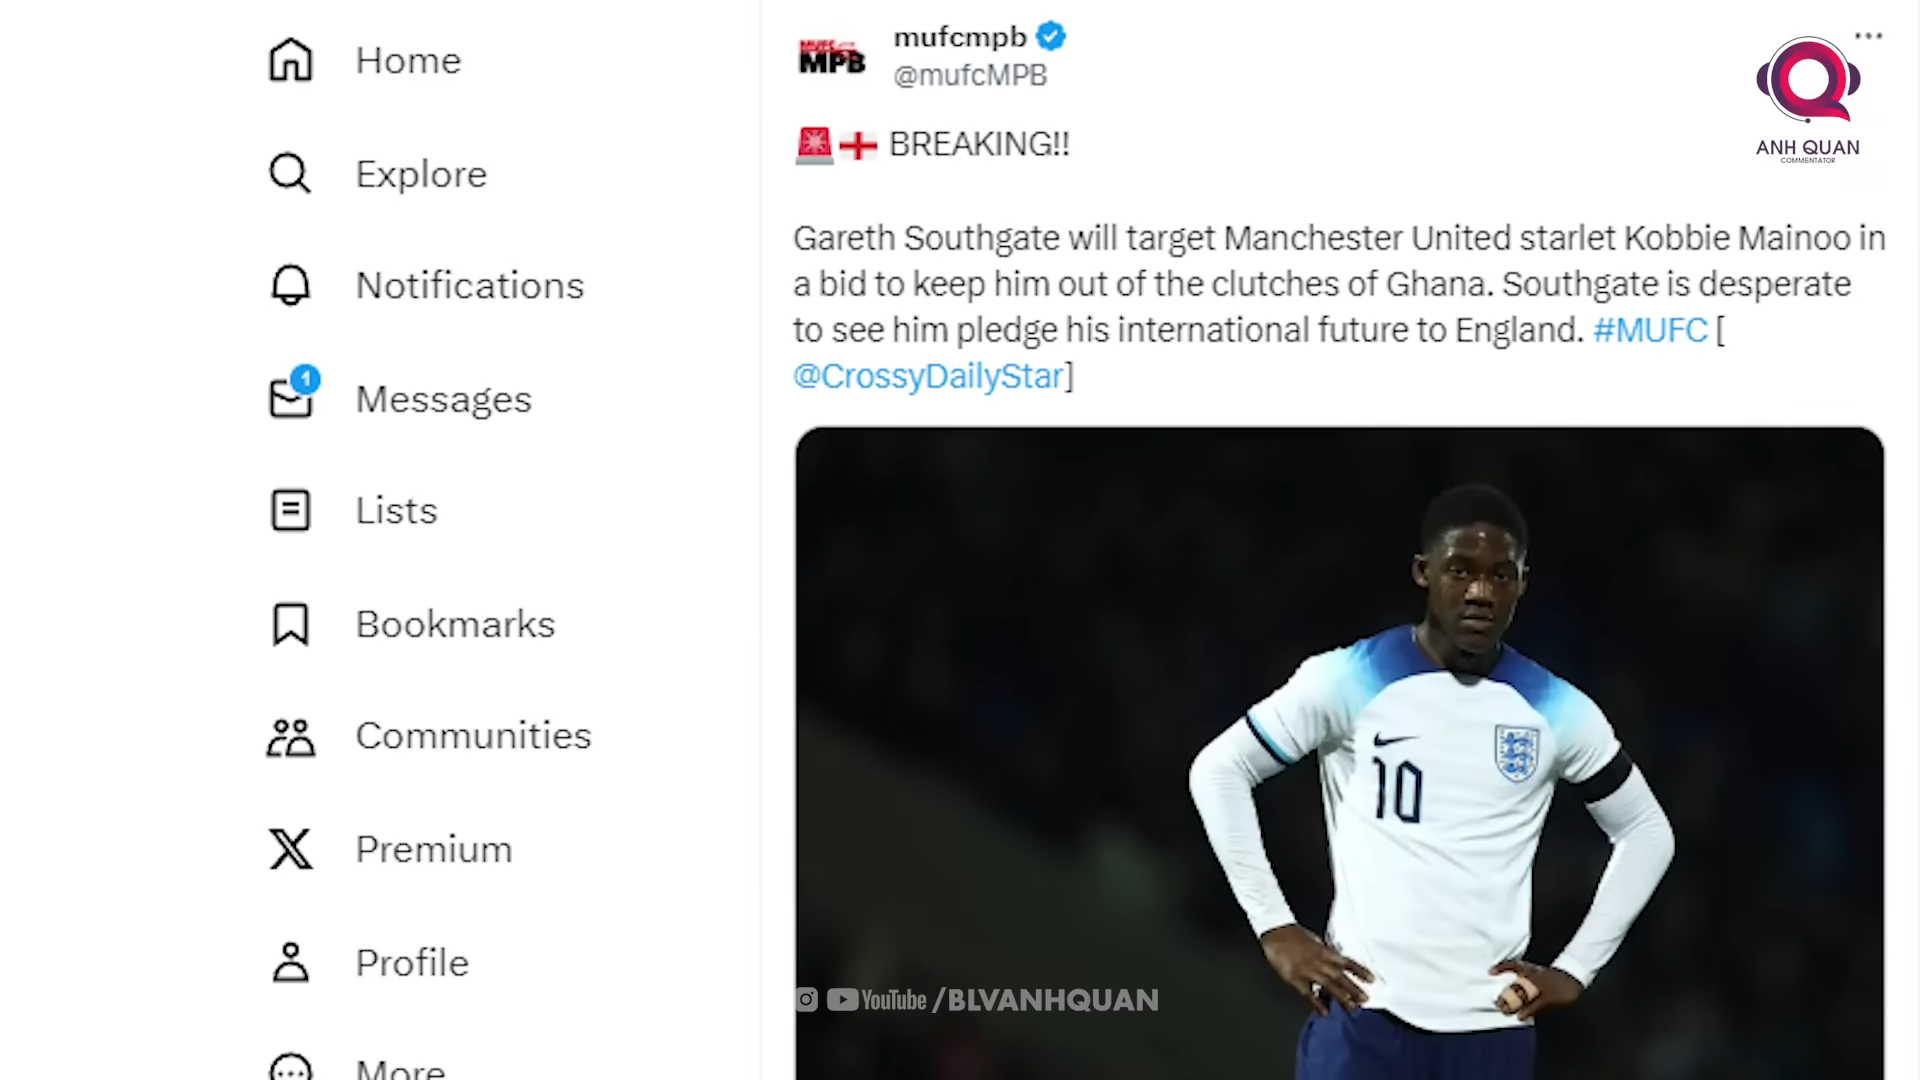 Home
Explore
Notifications
1
Messages
Lists
Bookmarks
Communities
Premium
Profile
More
MUFC
MPB
mufcmpb
@mufcMPB
BREAKING!!
Gareth Southgate will target Manchester United starlet Kobbie Mainoo in
a bid to keep him out of the clutches of Ghana. Southgate is desperate
to see him pledge his international future to England. #MUFC [
@CrossyDailyStar]
10
YouTube /BLVANHQUAN
ANH QUAN
COMMENTATOR